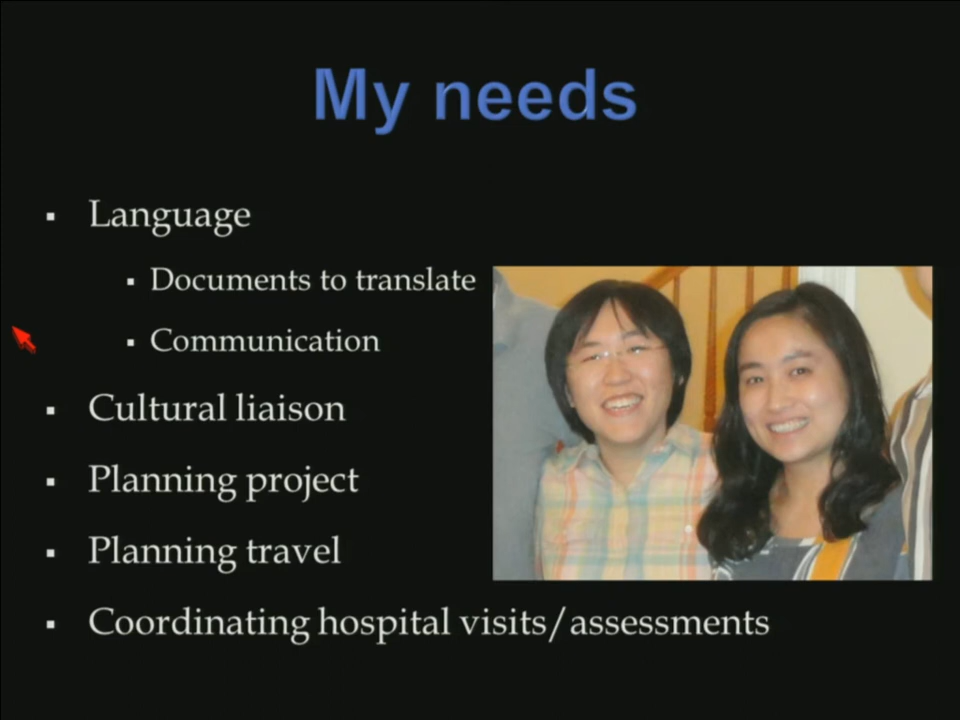 My needs
Language
Documents to translate
Communication
Cultural liaison
Planning project
Planning travel
Coordinating hospital visits/assessments